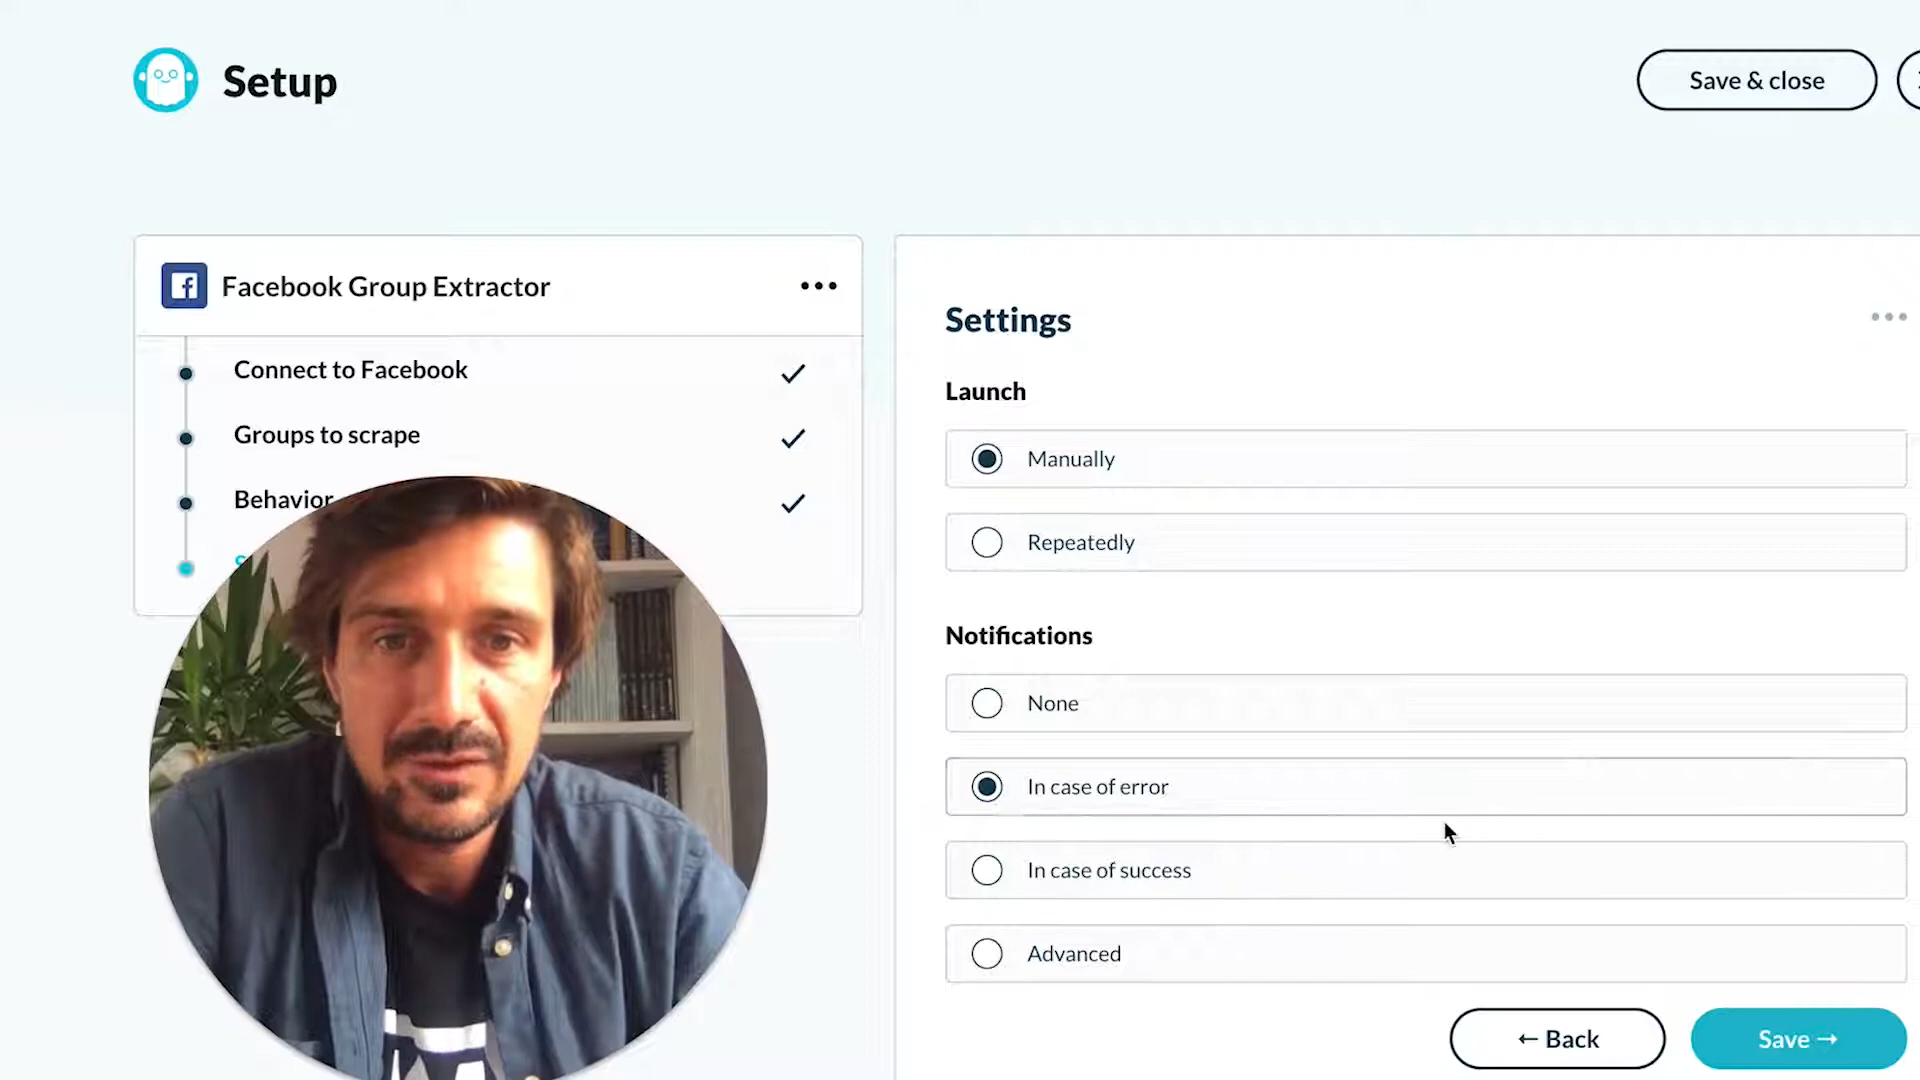 Setup
Save & close
Facebook Group Extractor
Connect to Facebook
Groups to scrape
Behavior
Settings
Launch
Manually
Repeatedly
Notifications
None
In case of error
In case of success
Advanced
← Back
Save →